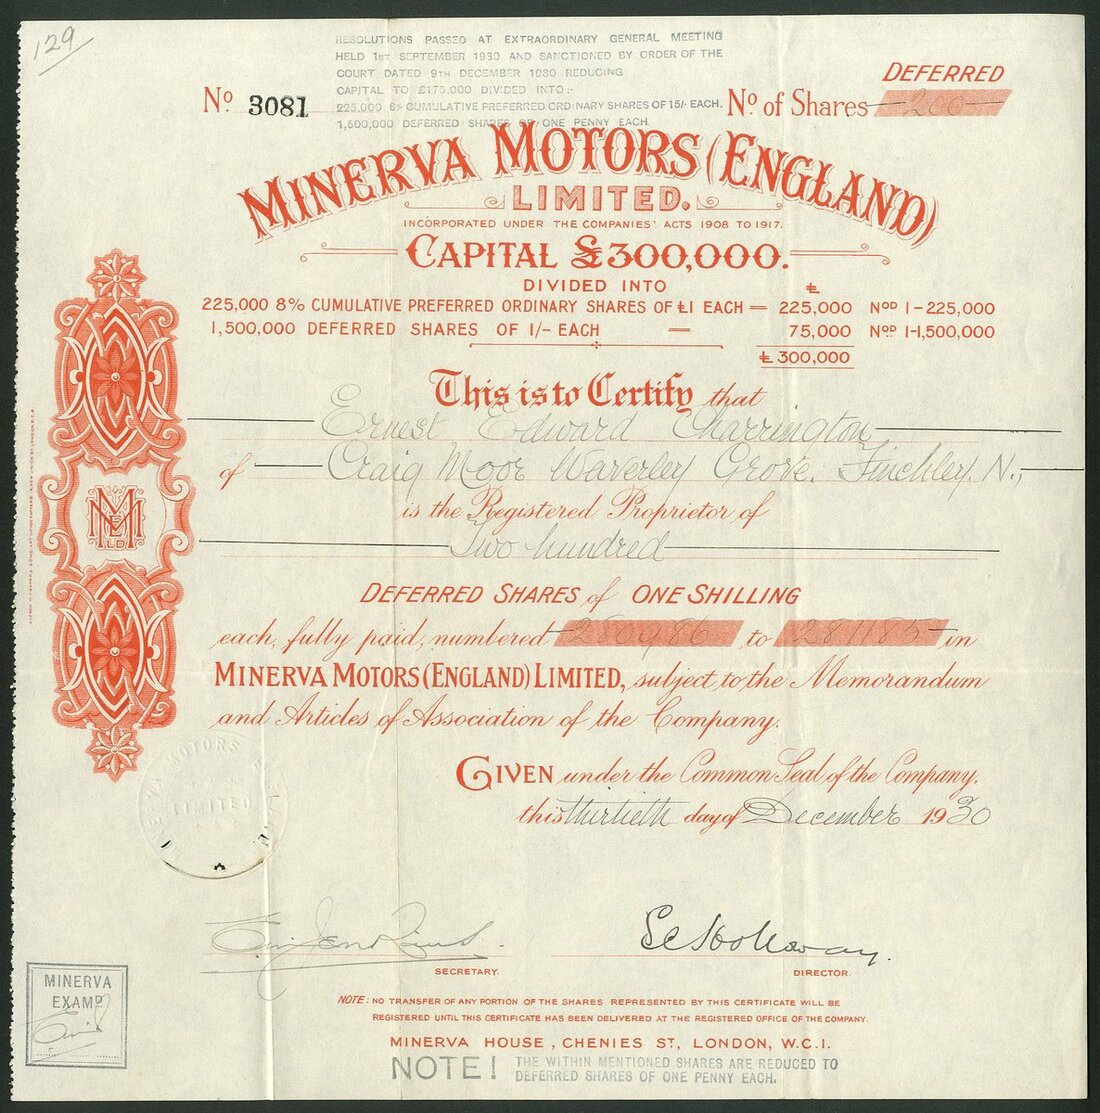 129
RESOLUTIONS PASSED AT EXTRAORDINARY GENERAL MEETING
HELD 1ST SEPTEMBER 1930 AND SANCTIONED BY ORDER OF THE
COURT DATED 9TH DECEMBER 1930 REDUCING
CAPITAL TO £175,000 DIVIDED INTO:-
225,000 6% CUMULATIVE PREFERRED ORDINARY SHARES OF 15/- EACH.
1,500,000 DEFERRED SHARES OF ONE PENNY EACH.
DEFERRED
No 3081
No of Shares 200
MINERVA MOTORS (ENGLAND)
LIMITED.
INCORPORATED UNDER THE COMPANIES' ACTS 1908 TO 1917.
CAPITAL £300,000.
DIVIDED INTO £
225,000 8% CUMULATIVE PREFERRED ORDINARY SHARES OF £1 EACH = 225,000 NOD 1-225,000
1,500,000 DEFERRED SHARES OF 1/- EACH = 75,000 NOD 1-1,500,000
£300,000
This is to Certify that
Ernest Edward Charrington
of Craig Moor Waverley Grove, Finchley. N.,
is the Registered Proprietor of
Two hundred
DEFERRED SHARES of ONE SHILLING
each, fully paid, numbered 280986 to 281185 in
MINERVA MOTORS (ENGLAND) LIMITED, subject to the Memorandum
and Articles of Association of the Company.
GIVEN under the Common Seal of the Company.
this thirtieth day of December 1930
MINERVA MOTORS
LIMITED
SECRETARY.
DIRECTOR.
MINERVA
EXAMD
NOTE: NO TRANSFER OF ANY PORTION OF THE SHARES REPRESENTED BY THIS CERTIFICATE WILL BE
REGISTERED UNTIL THIS CERTIFICATE HAS BEEN DELIVERED AT THE REGISTERED OFFICE OF THE COMPANY.
MINERVA HOUSE, CHENIES ST, LONDON, W.C.1.
NOTE! THE WITHIN MENTIONED SHARES ARE REDUCED TO
DEFERRED SHARES OF ONE PENNY EACH.